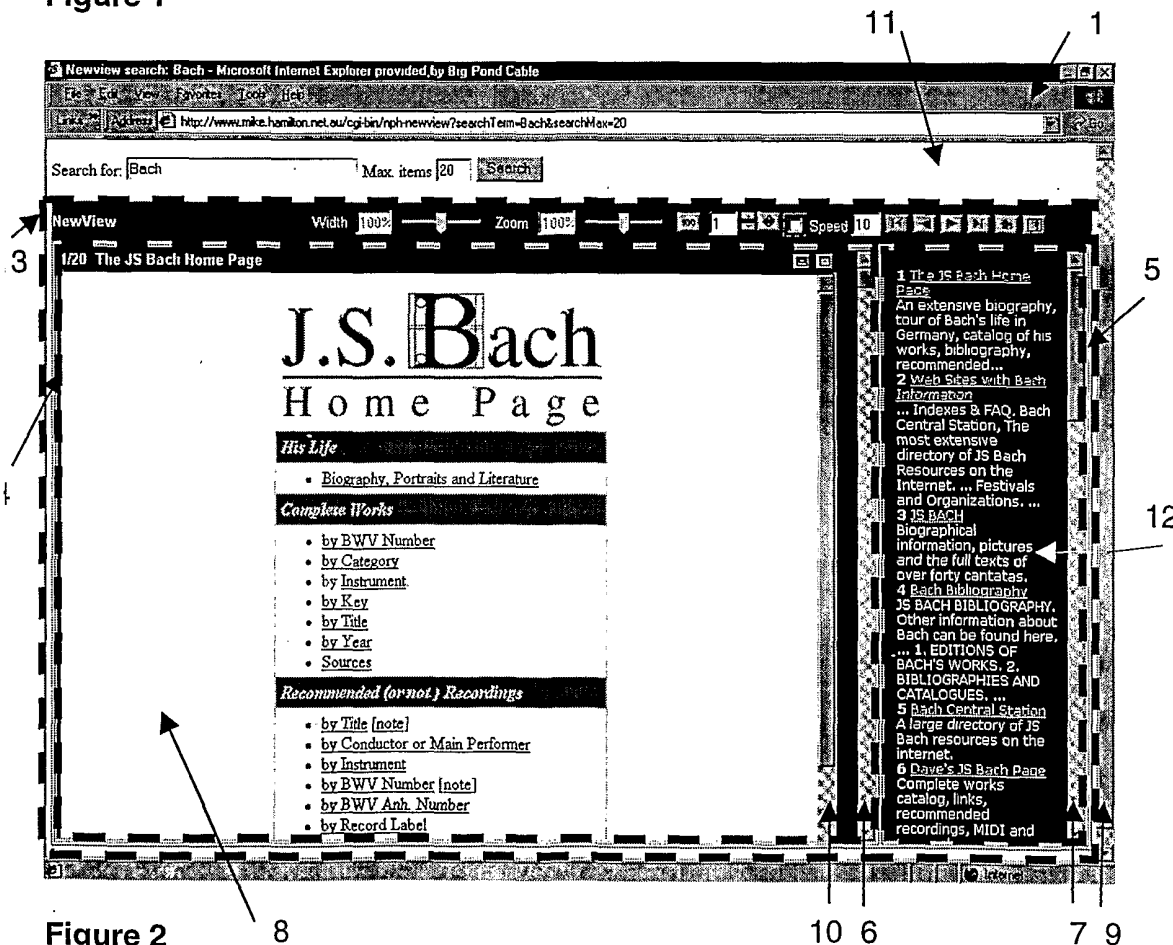 Figure 1
11 1
Newview search: Bach - Microsoft Internet Explorer provided by Big Pond Cable
File Edit View Favorites Tools Help
Links Address http://www.mike.hamilton.net.au/cgi-bin/nph-newview?searchTerm=Bach&searchMax=20 Go
Search for: Bach Max. items 20 Search
NewView Width 100% Zoom 100% 1 Speed 10
3
1/20 The JS Bach Home Page
5
J.S. Bach
Home Page
His Life
Biography, Portraits and Literature
Complete Works
by BWV Number
by Category
by Instrument.
by Key
by Title
by Year
Sources
Recommended (or not) Recordings
by Title [note]
by Conductor or Main Performer
by Instrument
by BWV Number [note]
by BWV Anh. Number
by Record Label
1 The JS Bach Home
Page
An extensive biography,
tour of Bach's life in
Germany, catalog of his
works, bibliography,
recommended...
2 Web Sites with Bach
Information
... Indexes & FAQ. Bach
Central Station, The
most extensive
directory of JS Bach
Resources on the
Internet. ... Festivals
and Organizations. ...
3 JS BACH
Biographical
information, pictures
and the full texts of
over forty cantatas.
4 Bach Bibliography
JS BACH BIBLIOGRAPHY.
Other information about
Bach can be found here.
... 1. EDITIONS OF
BACH'S WORKS. 2.
BIBLIOGRAPHIES AND
CATALOGUES. ...
5 Bach Central Station
A large directory of JS
Bach resources on the
internet.
6 Dave's JS Bach Page
Complete works
catalog, links,
recommended
recordings, MIDI and
12
Internet
Figure 2 8 10 6 7 9